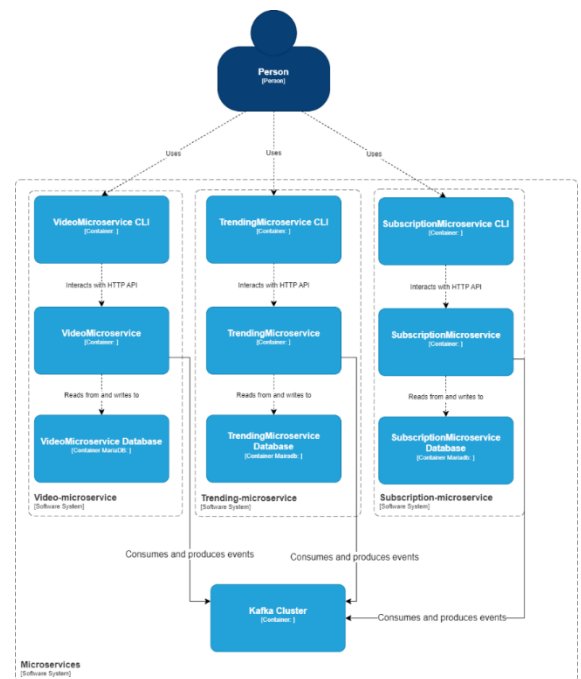 Person
[Person]
Uses
Uses
Uses
VideoMicroservice CLI
[Container: ]
TrendingMicroservice CLI
[Container: ]
SubscriptionMicroservice CLI
[Container: ]
Interacts with HTTP API
Interacts with HTTP API
Interacts with HTTP API
VideoMicroservice
[Container: ]
TrendingMicroservice
[Container: ]
SubscriptionMicroservice
[Container: ]
Reads from and writes to
Reads from and writes to
Reads from and writes to
VideoMicroservice Database
[Container MariaDB: ]
TrendingMicroservice
Database
[Container Mairadb: ]
SubscriptionMicroservice
Database
[Container Mariadb: ]
Video-microservice
[Software System]
Trending-microservice
[Software System]
Subscription-microservice
[Software System]
Consumes and produces events
Consumes and produces events
Consumes and produces events
Kafka Cluster
[Container: ]
Microservices
[Software System]